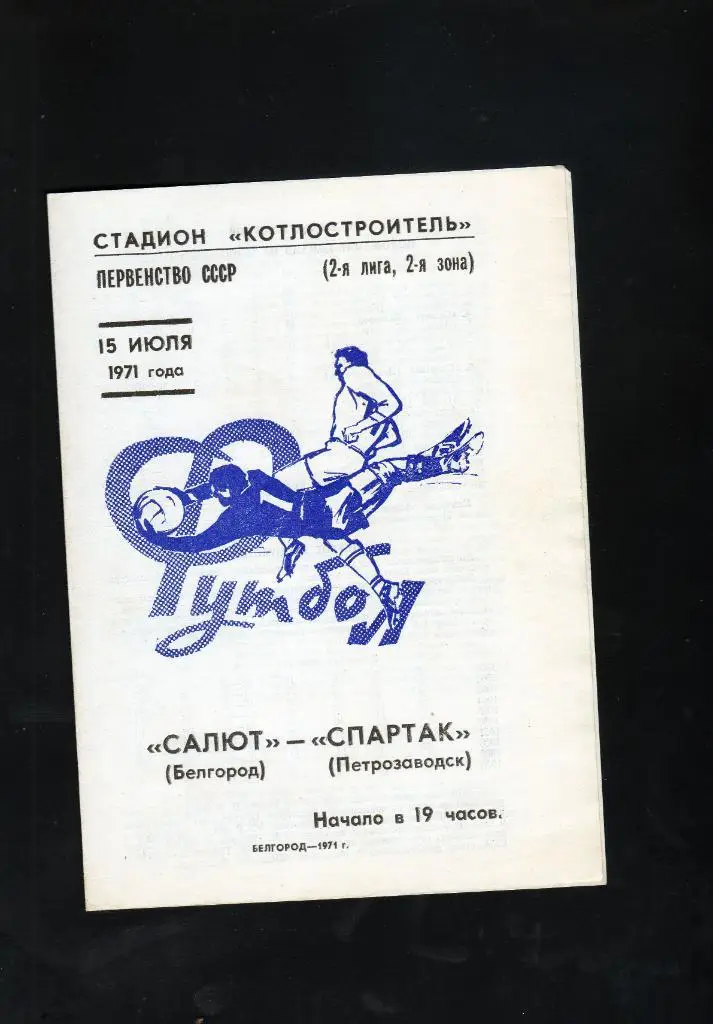 СТАДИОН «КОТЛОСТРОИТЕЛЬ»
ПЕРВЕНСТВО СССР (2-я лига, 2-я зона)
15 ИЮЛЯ
1971 года
Футбол
«САЛЮТ» — «СПАРТАК»
(Белгород) (Петрозаводск)
Начало в 19 часов.
БЕЛГОРОД—1971 г.